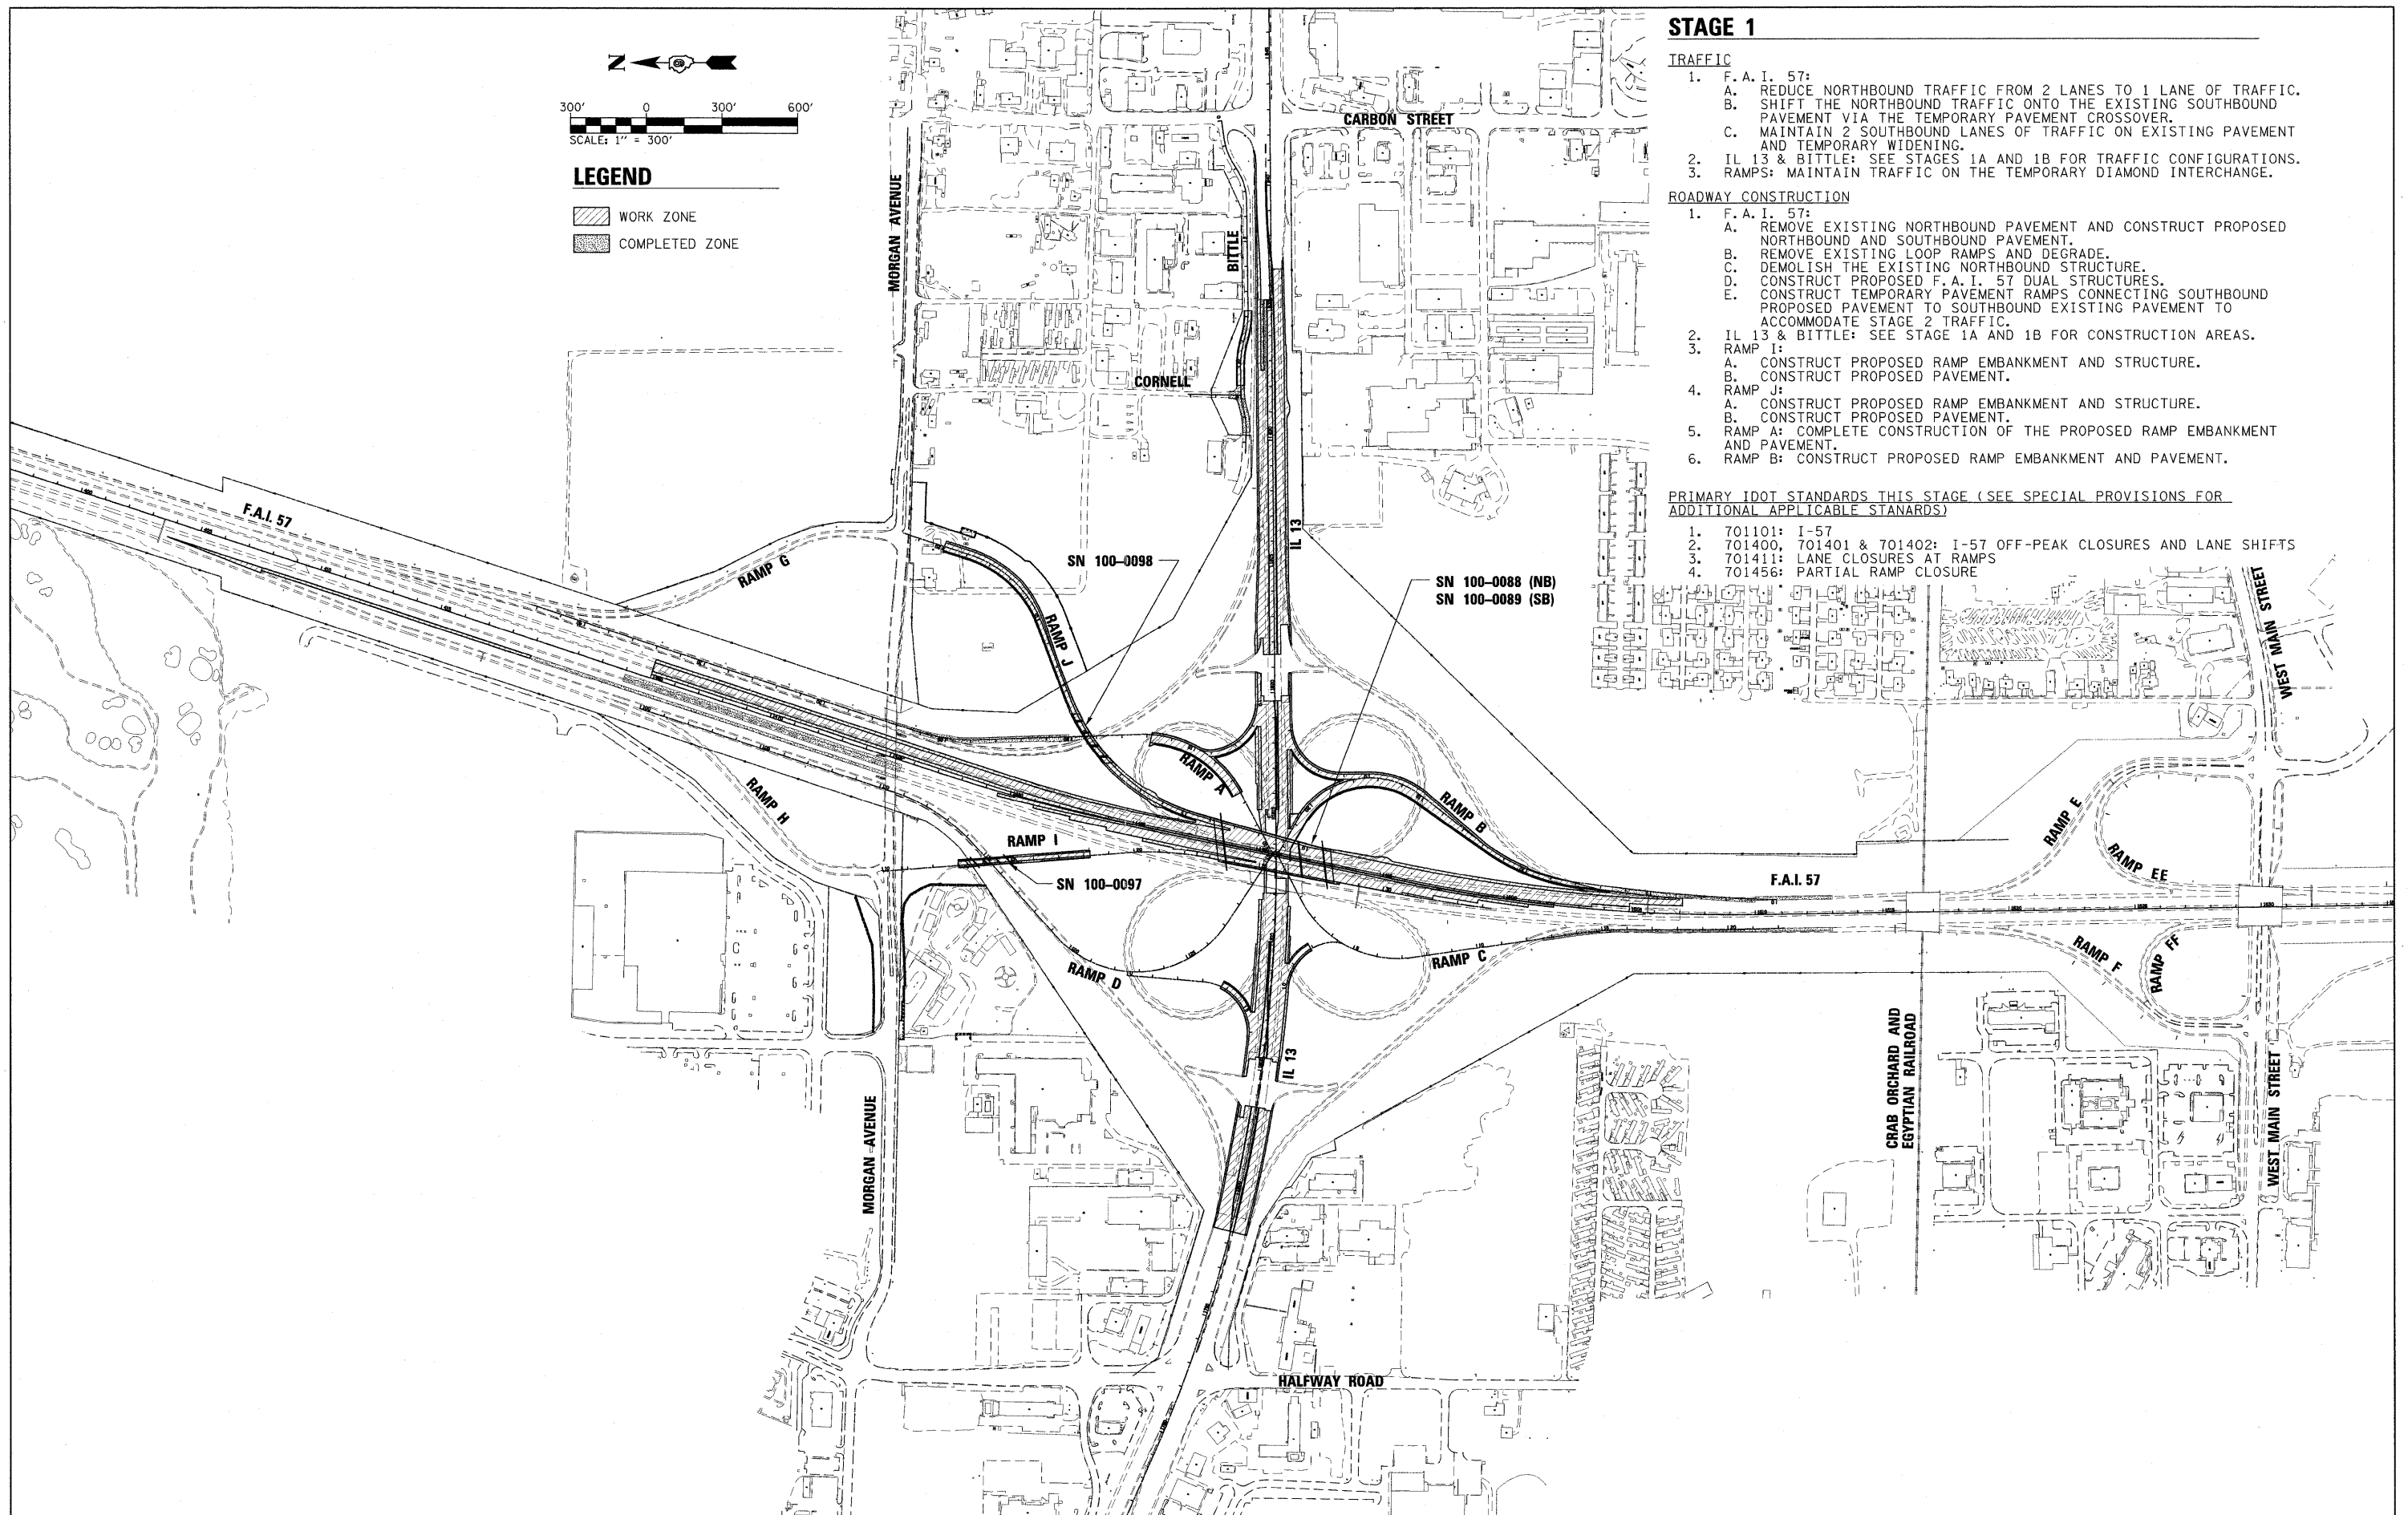 STAGE 1
TRAFFIC
1. F.A.I. 57:
A. REDUCE NORTHBOUND TRAFFIC FROM 2 LANES TO 1 LANE OF TRAFFIC.
B. SHIFT THE NORTHBOUND TRAFFIC ONTO THE EXISTING SOUTHBOUND
PAVEMENT VIA THE TEMPORARY PAVEMENT CROSSOVER.
C. MAINTAIN 2 SOUTHBOUND LANES OF TRAFFIC ON EXISTING PAVEMENT
AND TEMPORARY WIDENING.
2. IL 13 & BITTLE: SEE STAGES 1A AND 1B FOR TRAFFIC CONFIGURATIONS.
3. RAMPS: MAINTAIN TRAFFIC ON THE TEMPORARY DIAMOND INTERCHANGE.
ROADWAY CONSTRUCTION
1. F.A.I. 57:
A. REMOVE EXISTING NORTHBOUND PAVEMENT AND CONSTRUCT PROPOSED
NORTHBOUND AND SOUTHBOUND PAVEMENT.
B. REMOVE EXISTING LOOP RAMPS AND DEGRADE.
C. DEMOLISH THE EXISTING NORTHBOUND STRUCTURE.
D. CONSTRUCT PROPOSED F.A.I. 57 DUAL STRUCTURES.
E. CONSTRUCT TEMPORARY PAVEMENT RAMPS CONNECTING SOUTHBOUND
PROPOSED PAVEMENT TO SOUTHBOUND EXISTING PAVEMENT TO
ACCOMMODATE STAGE 2 TRAFFIC.
2. IL 13 & BITTLE: SEE STAGE 1A AND 1B FOR CONSTRUCTION AREAS.
3. RAMP I:
A. CONSTRUCT PROPOSED RAMP EMBANKMENT AND STRUCTURE.
B. CONSTRUCT PROPOSED PAVEMENT.
4. RAMP J:
A. CONSTRUCT PROPOSED RAMP EMBANKMENT AND STRUCTURE.
B. CONSTRUCT PROPOSED PAVEMENT.
5. RAMP A: COMPLETE CONSTRUCTION OF THE PROPOSED RAMP EMBANKMENT
AND PAVEMENT.
6. RAMP B: CONSTRUCT PROPOSED RAMP EMBANKMENT AND PAVEMENT.
PRIMARY IDOT STANDARDS THIS STAGE (SEE SPECIAL PROVISIONS FOR
ADDITIONAL APPLICABLE STANARDS)
1. 701101: I-57
2. 701400, 701401 & 701402: I-57 OFF-PEAK CLOSURES AND LANE SHIFTS
3. 701411: LANE CLOSURES AT RAMPS
4. 701456: PARTIAL RAMP CLOSURE
N
300' 0 300' 600'
SCALE: 1" = 300'
LEGEND
WORK ZONE
COMPLETED ZONE
CARBON STREET
MORGAN AVENUE
BITTLE
CORNELL
F.A.I. 57
IL 13
RAMP G
SN 100-0098
RAMP J
SN 100-0088 (NB)
SN 100-0089 (SB)
WEST MAIN STREET
RAMP A
RAMP B
RAMP H
RAMP I
SN 100-0097
RAMP E
RAMP EE
F.A.I. 57
RAMP D
RAMP C
RAMP F
RAMP FF
IL 13
CRAB ORCHARD AND
EGYPTIAN RAILROAD
WEST MAIN STREET
MORGAN AVENUE
HALFWAY ROAD